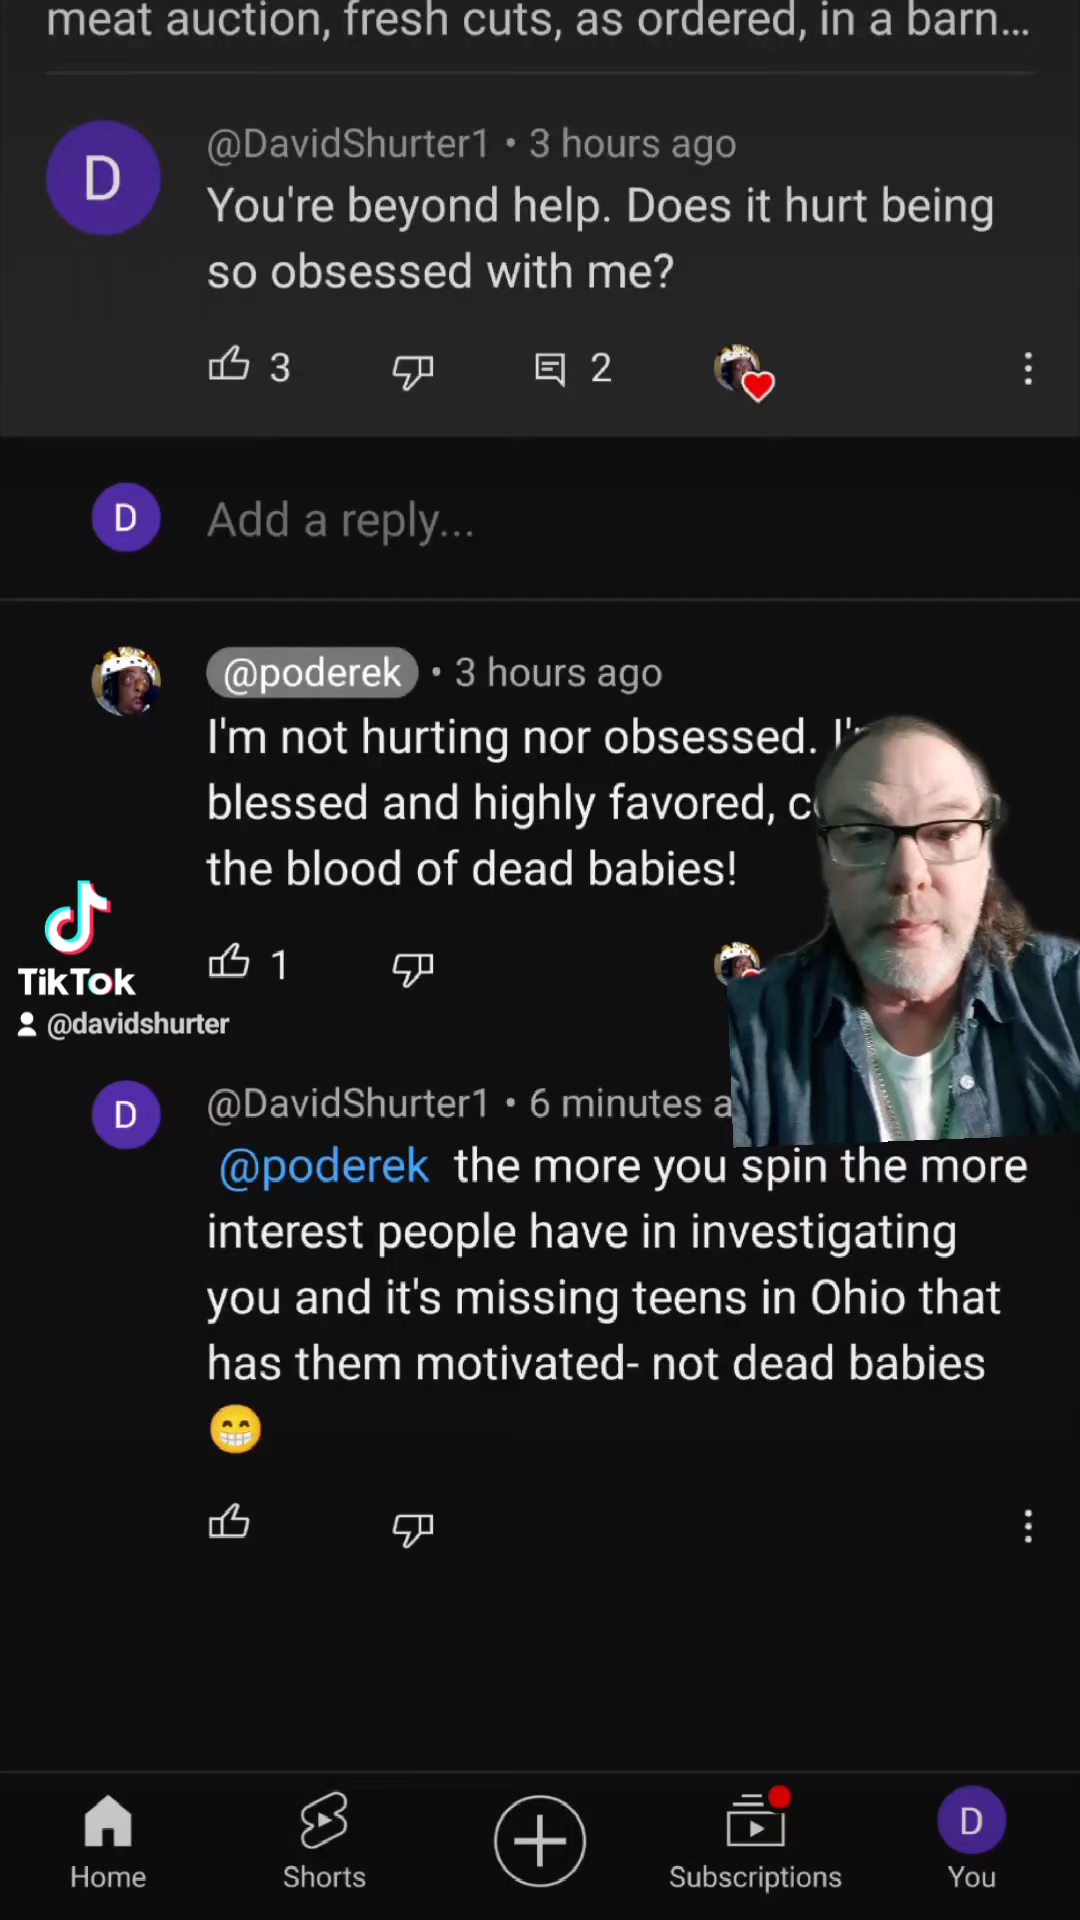 meat auction, fresh cuts, as ordered, in a barn...
D
@DavidShurter1 • 3 hours ago
You're beyond help. Does it hurt being
so obsessed with me?
3
2
D
Add a reply...
@poderek • 3 hours ago
I'm not hurting nor obsessed.
blessed and highly favored,
the blood of dead babies!
1
TikTok
@davidshurter
D
@DavidShurter1 • 6 minutes a
@poderek the more you spin the more
interest people have in investigating
you and it's missing teens in Ohio that
has them motivated- not dead babies
😁
Home
Shorts
Subscriptions
D
You